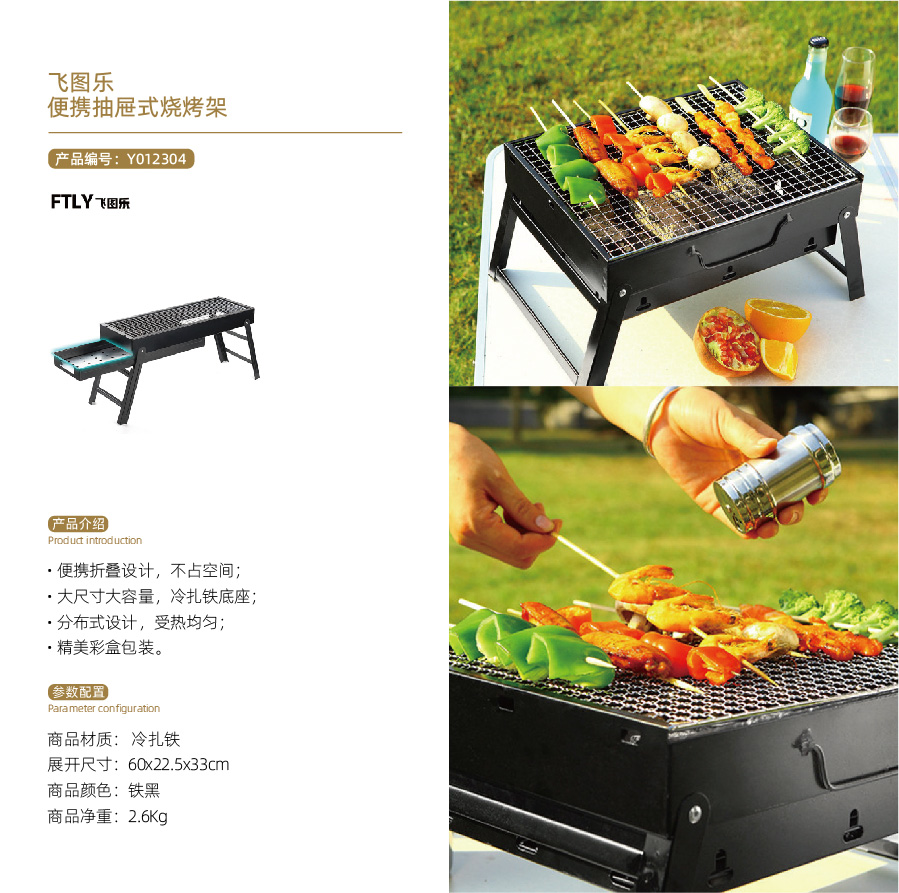 飞图乐
便携抽屉式烧烤架
产品编号：Y012304
FTLY 飞图乐
产品介绍
Product introduction
• 便携折叠设计，不占空间；
• 大尺寸大容量，冷扎铁底座；
• 分布式设计，受热均匀；
• 精美彩盒包装。
参数配置
Parameter configuration
商品材质： 冷扎铁
展开尺寸：60x22.5x33cm
商品颜色：铁黑
商品净重：2.6Kg